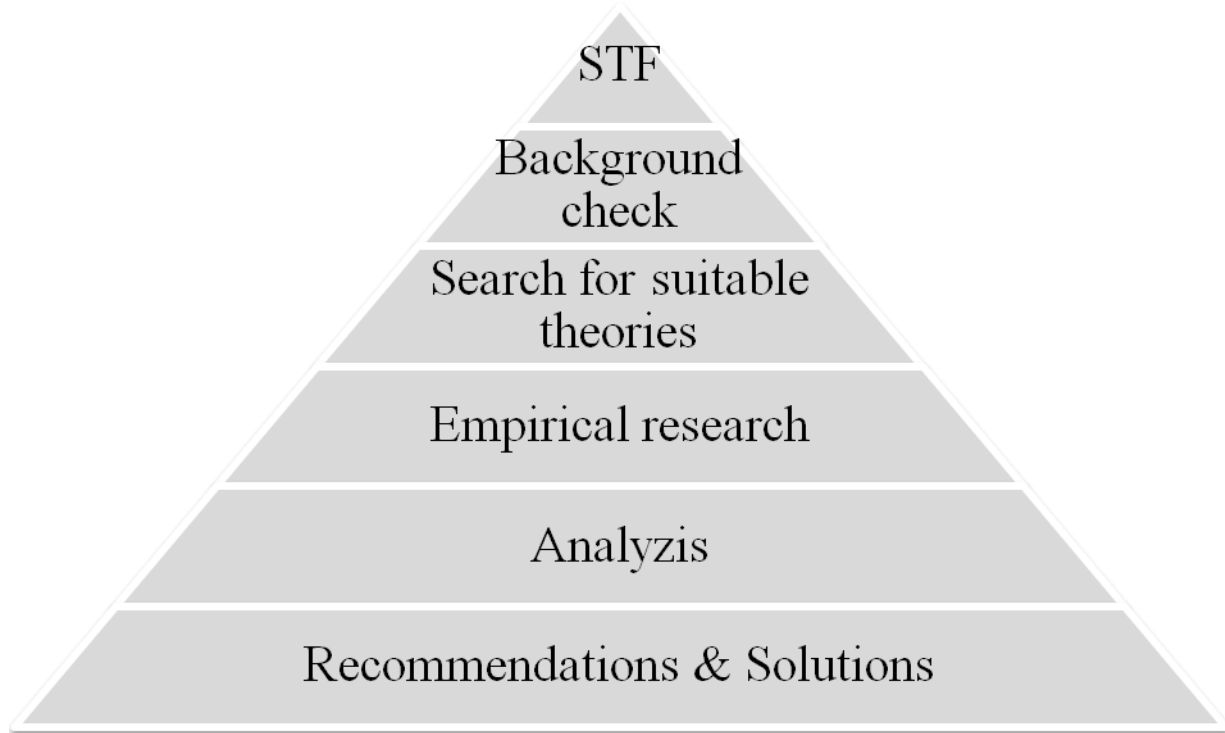 STF
Background
check
Search for suitable
theories
Empirical research
Analyzis
Recommendations & Solutions